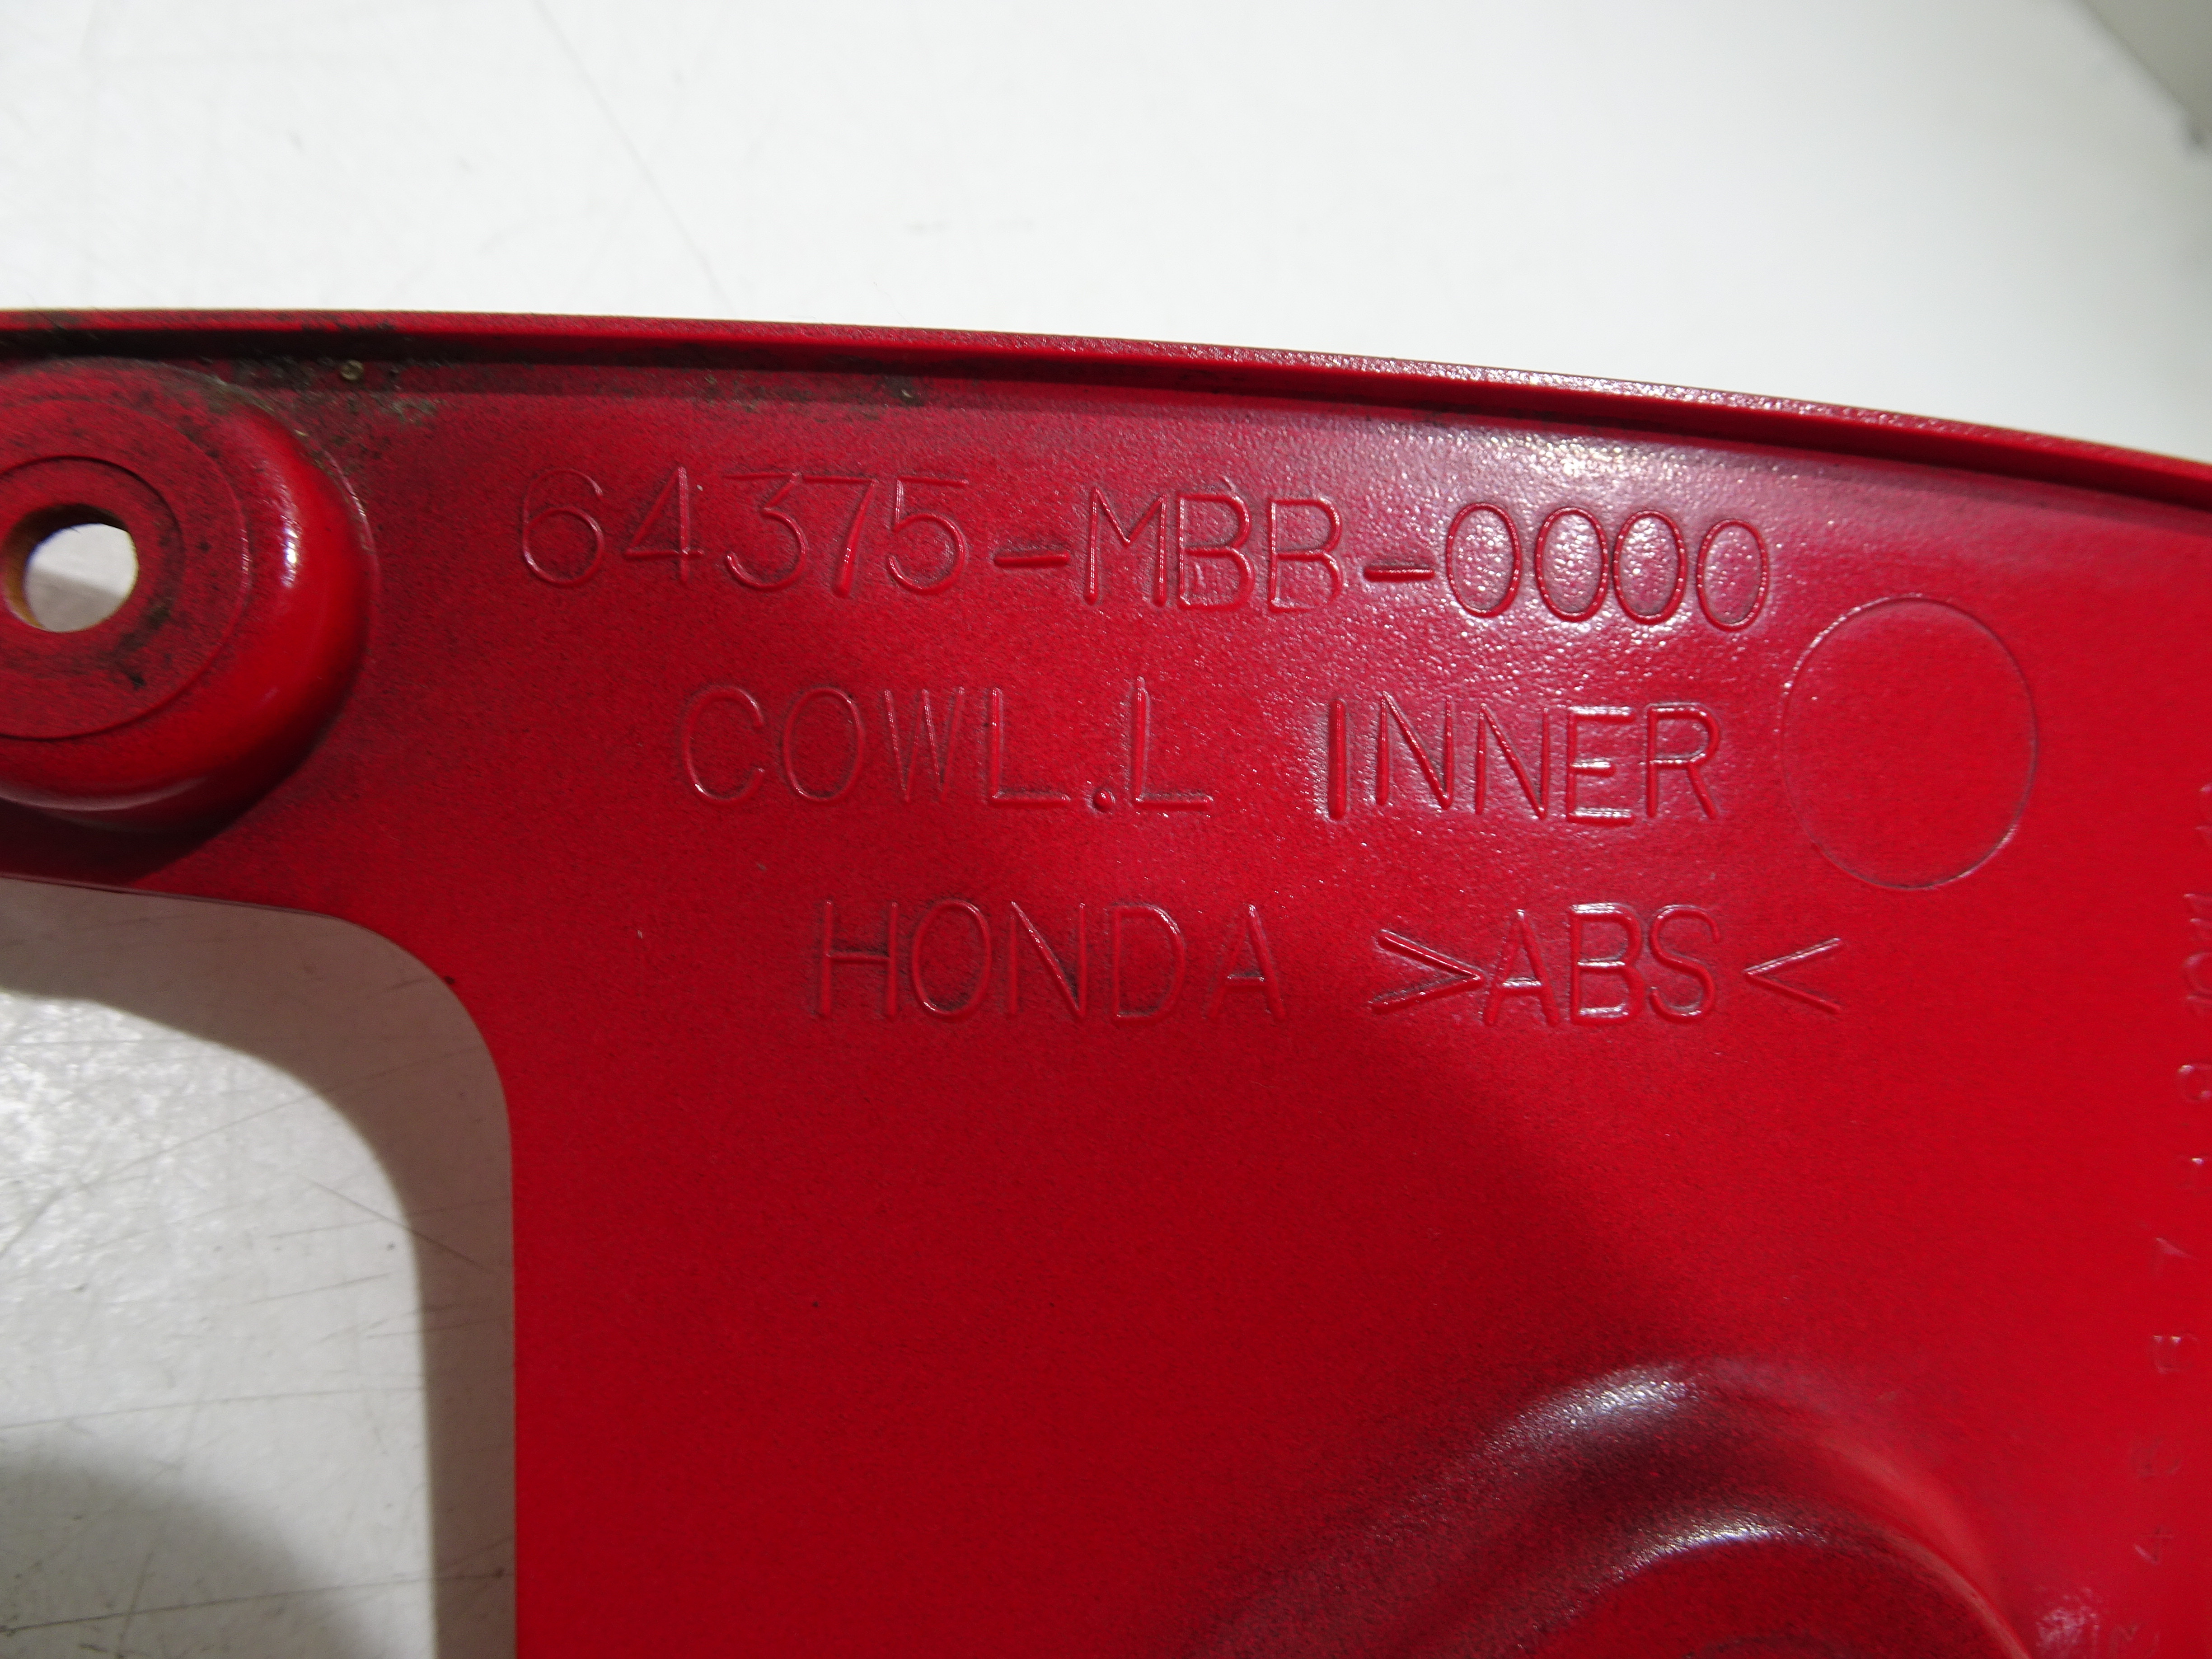 64375-MBB-0000
COWL.L INNER
HONDA >ABS<